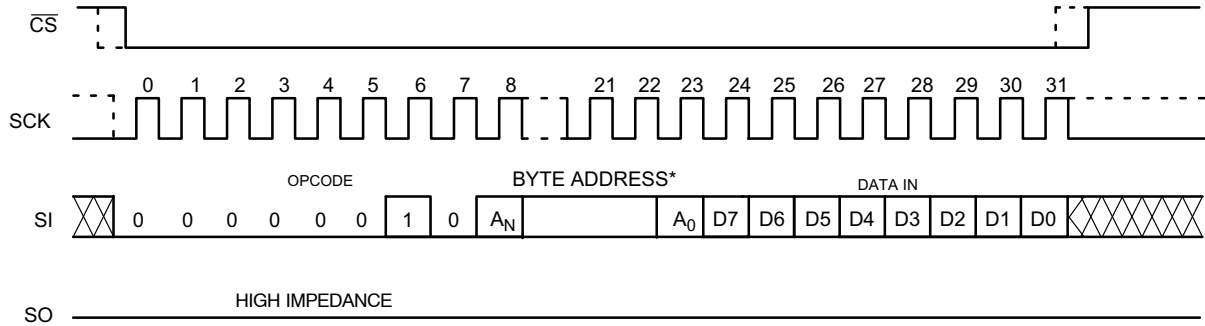 CS
0 1 2 3 4 5 6 7 8 21 22 23 24 25 26 27 28 29 30 31
SCK
OPCODE BYTE ADDRESS* DATA IN
SI 0 0 0 0 0 0 1 0 AN A0 D7 D6 D5 D4 D3 D2 D1 D0
HIGH IMPEDANCE
SO